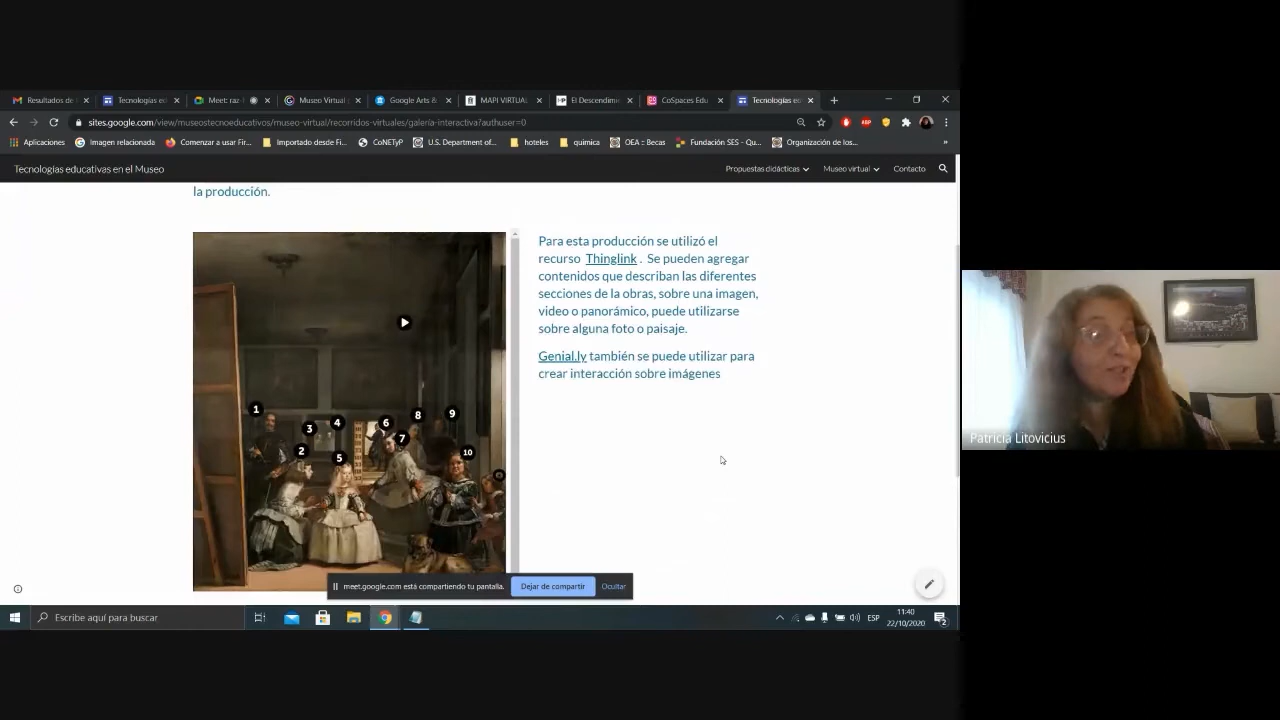 Resultados de
Tecnologías ed
Meet: raz
Museo Virtual
Google Arts &
MAPI VIRTUAL
El Descendimie
CoSpaces Edu
Tecnologías ed
sites.google.com/view/museostecnoeducativos/museo-virtual/recorridos-virtuales/galería-interactiva?authuser=0
Aplicaciones
Imagen relacionada
Comenzar a usar Fir...
Importado desde Fi...
CoNETyP
U.S. Department of...
hoteles
quimica
OEA :: Becas
Fundación SES - Qu...
Organización de los...
»
Tecnologías educativas en el Museo
Propuestas didácticas
Museo virtual
Contacto
la producción.
Para esta producción se utilizó el
recurso Thinglink . Se pueden agregar
contenidos que describan las diferentes
secciones de la obras, sobre una imagen,
video o panorámico, puede utilizarse
sobre alguna foto o paisaje.
Genial.ly también se puede utilizar para
crear interacción sobre imágenes
1
2
3
4
5
6
7
8
9
10
Patricia Litovicius
meet.google.com está compartiendo tu pantalla.
Dejar de compartir
Ocultar
Escribe aquí para buscar
ESP
11:40
22/10/2020
2